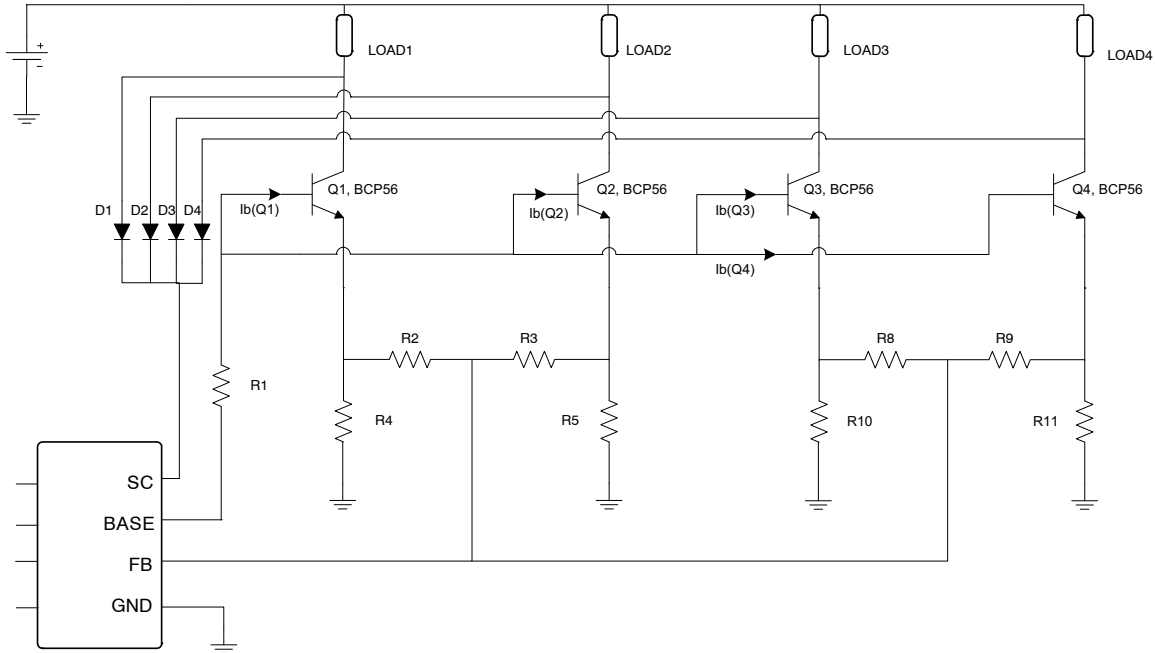 +
-
LOAD1
LOAD2
LOAD3
LOAD4
Q1, BCP56
Q2, BCP56
Q3, BCP56
Q4, BCP56
D1 D2 D3 D4
Ib(Q1)
Ib(Q2)
Ib(Q3)
Ib(Q4)
R2
R3
R8
R9
R1
R4
R5
R10
R11
SC
BASE
FB
GND